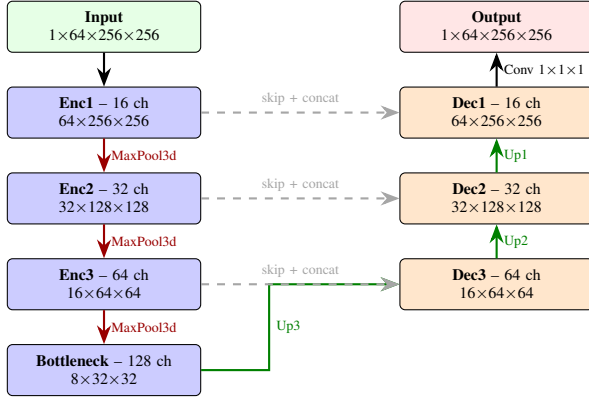 Input
1×64×256×256
Output
1×64×256×256
Conv 1×1×1
Enc1 – 16 ch
64×256×256
skip + concat
Dec1 – 16 ch
64×256×256
MaxPool3d
Up1
Enc2 – 32 ch
32×128×128
skip + concat
Dec2 – 32 ch
32×128×128
MaxPool3d
Up2
Enc3 – 64 ch
16×64×64
skip + concat
Dec3 – 64 ch
16×64×64
MaxPool3d
Up3
Bottleneck – 128 ch
8×32×32